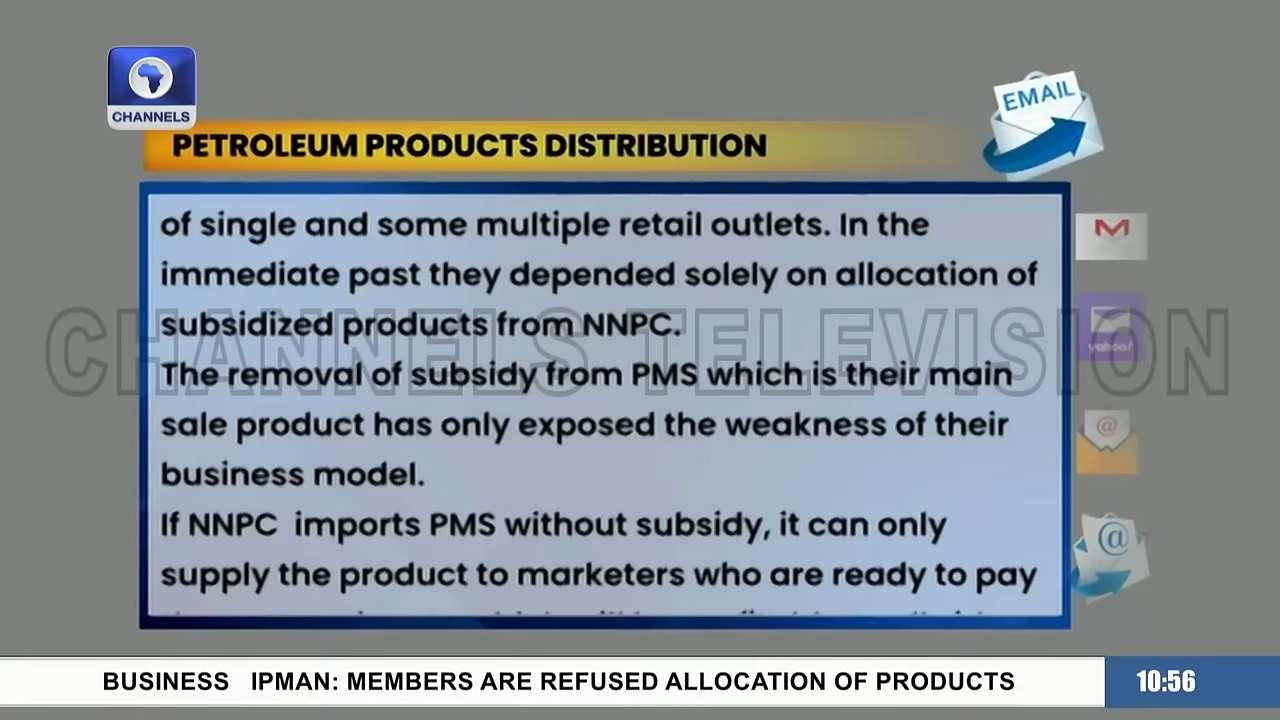 CHANNELS
EMAIL
PETROLEUM PRODUCTS DISTRIBUTION
of single and some multiple retail outlets. In the
immediate past they depended solely on allocation of
subsidized products from NNPC.
The removal of subsidy from PMS which is their main
sale product has only exposed the weakness of their
business model.
If NNPC imports PMS without subsidy, it can only
supply the product to marketers who are ready to pay
CHANNELS TELEVISION
yahoo!
BUSINESS IPMAN: MEMBERS ARE REFUSED ALLOCATION OF PRODUCTS
10:56